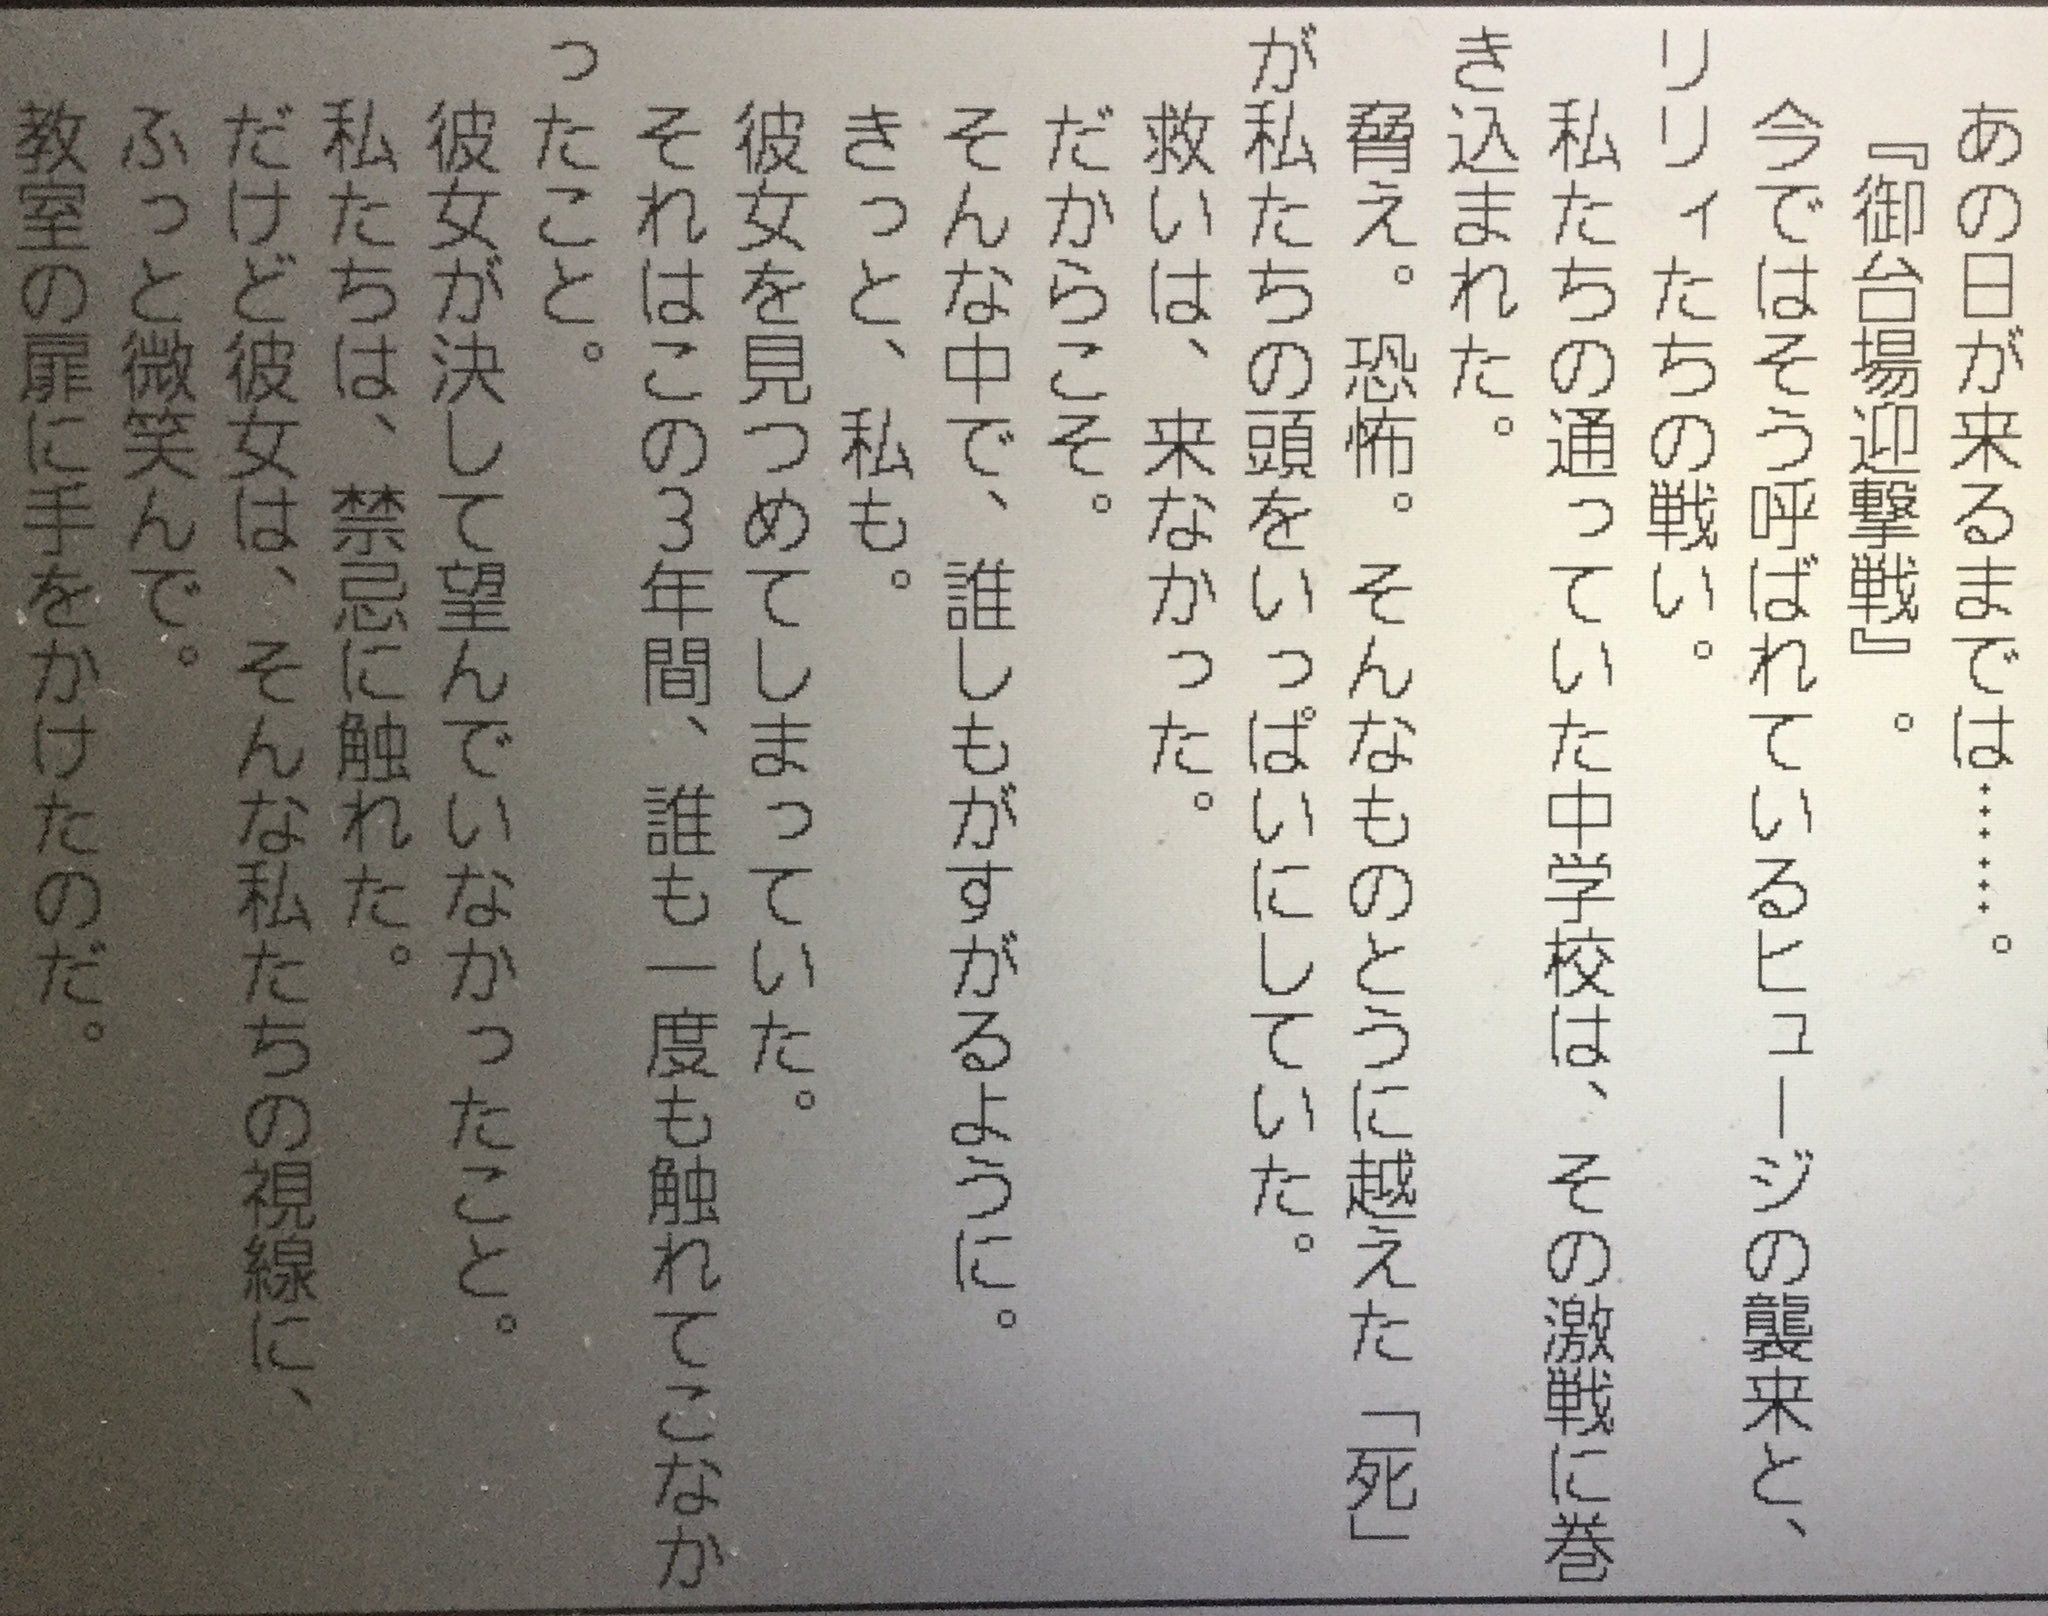 あの日が来るまでは……。
『御台場迎撃戦』。
今ではそう呼ばれているヒュージの襲来と、
リリィたちの戦い。
私たちの通っていた中学校は、その激戦に巻
き込まれた。
脅え。恐怖。そんなものとうに越えた「死」
が私たちの頭をいっぱいにしていた。
救いは、来なかった。
だからこそ。
そんな中で、誰しもがすがるように。
きっと、私も。
彼女を見つめてしまっていた。
それはこの３年間、誰も一度も触れてこなか
ったこと。
彼女が決して望んでいなかったこと。
私たちは、禁忌に触れた。
だけど彼女は、そんな私たちの視線に、
ふっと微笑んで。
教室の扉に手をかけたのだ。